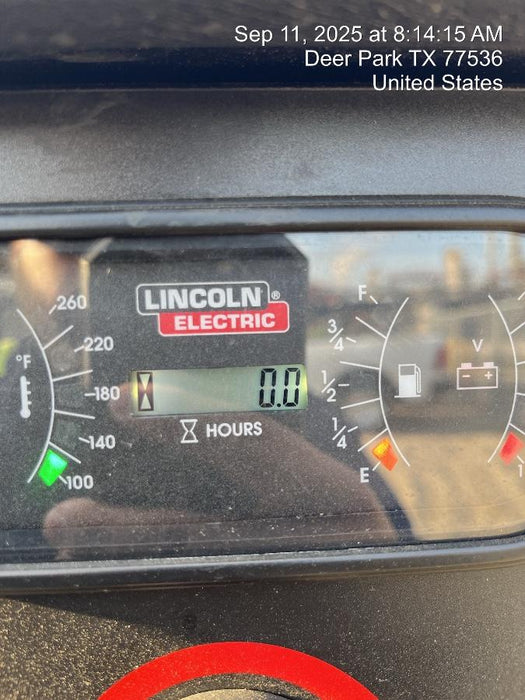 Sep 11, 2025 at 8:14:15 AM
Deer Park TX 77536
United States
LINCOLN®
ELECTRIC
0.0
HOURS
°F
260
220
180
140
100
F
3/4
1/2
1/4
E
V
- +